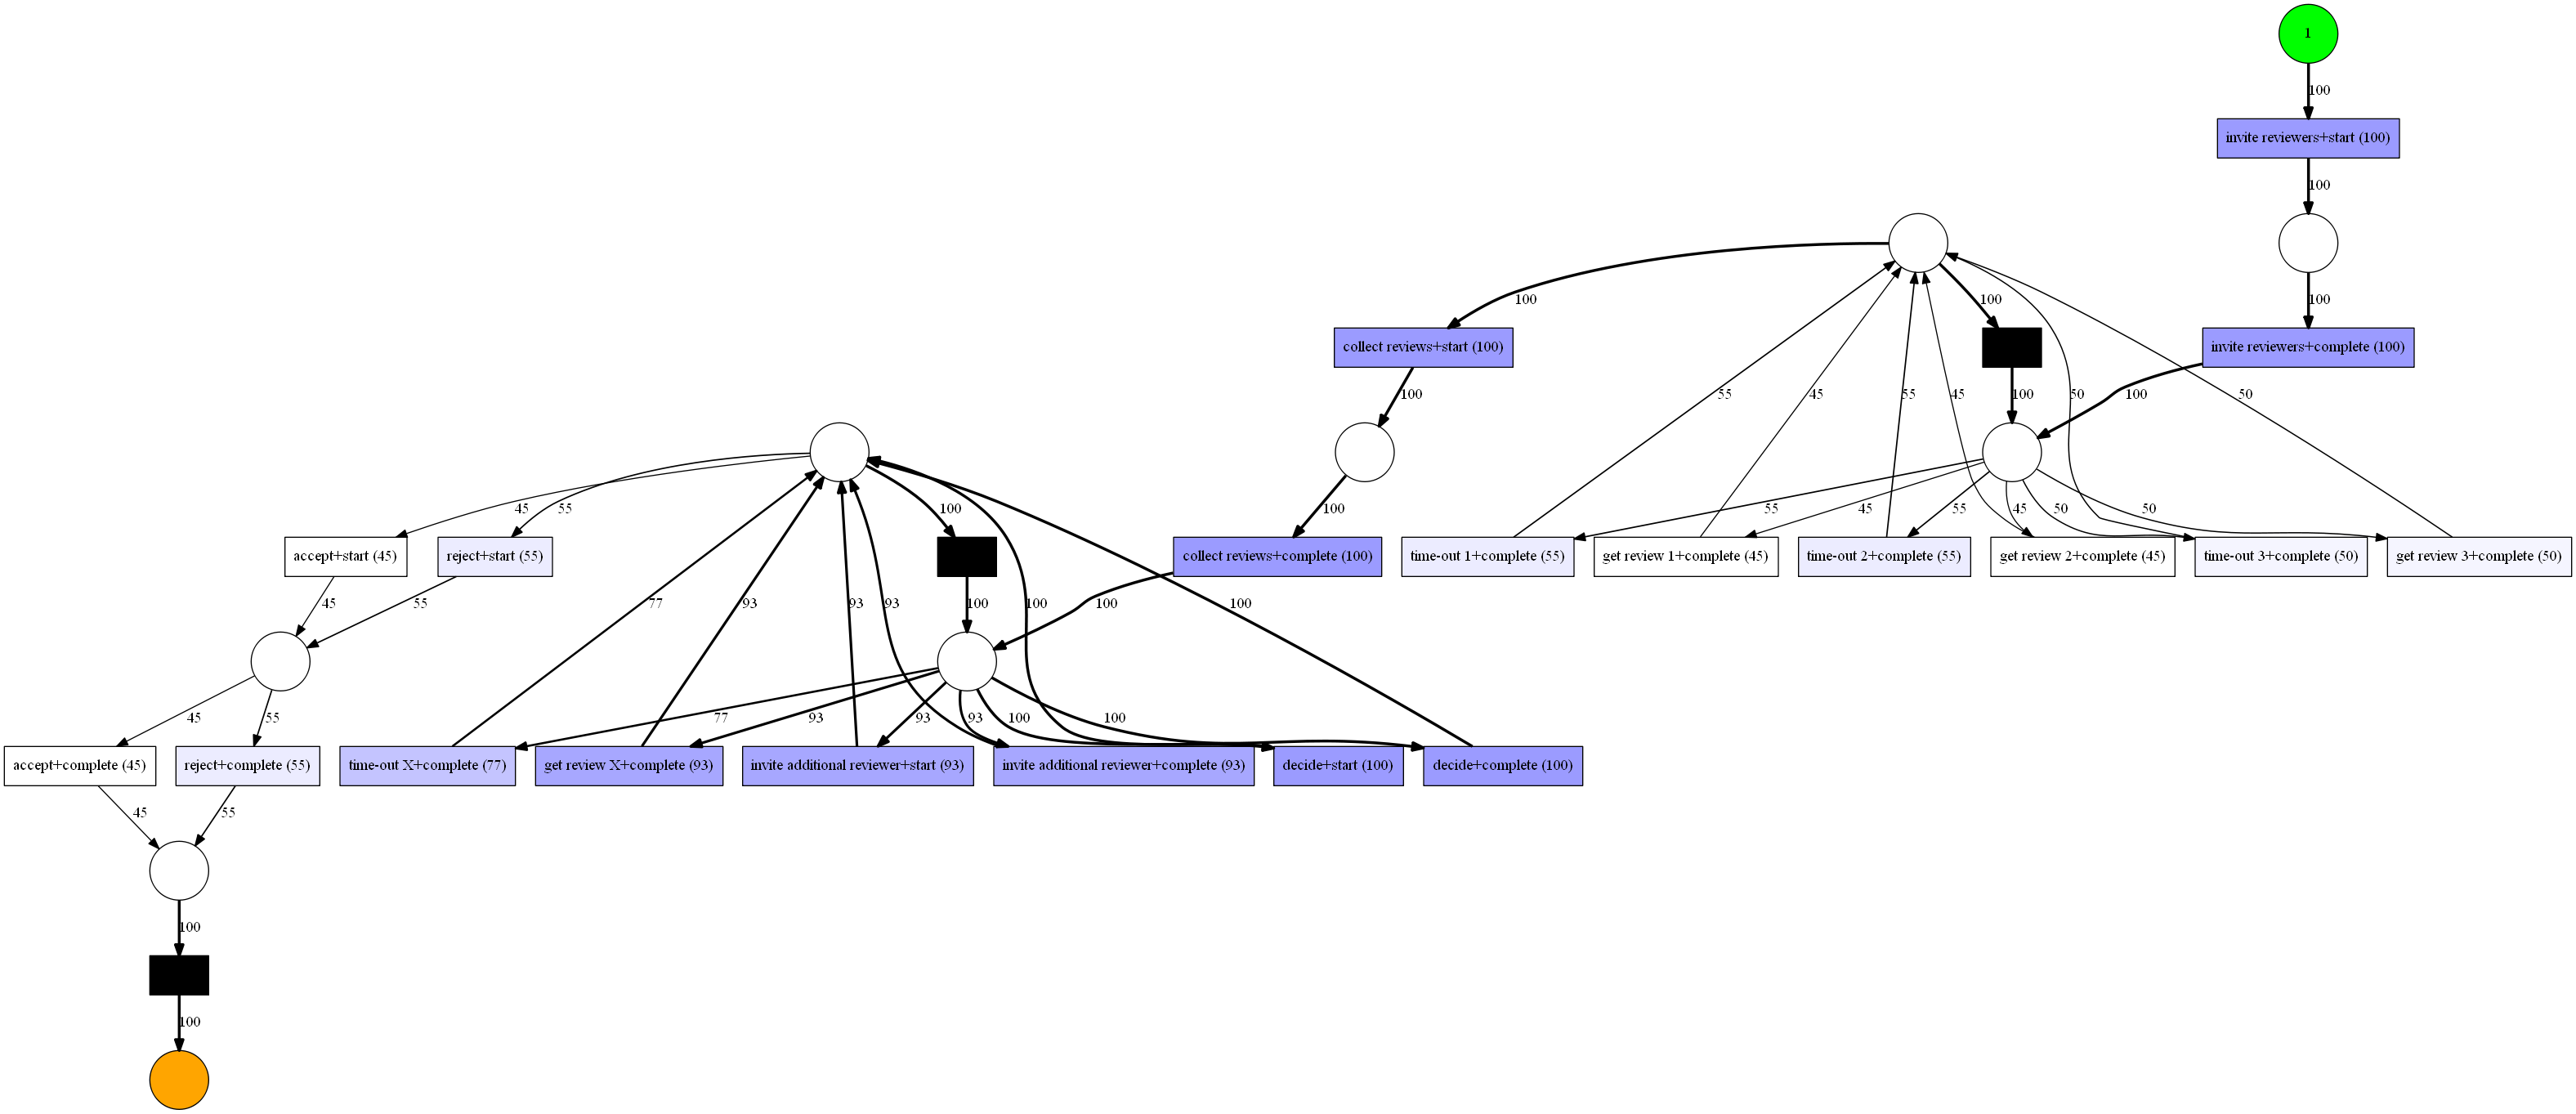 1
100
invite reviewers+start (100)
100
100
100
100
collect reviews+start (100)
invite reviewers+complete (100)
100
55
45
55
45
100
50
100
50
45
55
100
100
55
45
55
45
50
50
accept+start (45)
reject+start (55)
collect reviews+complete (100)
time-out 1+complete (55)
get review 1+complete (45)
time-out 2+complete (55)
get review 2+complete (45)
time-out 3+complete (50)
get review 3+complete (50)
45
55
77
93
93
93
100
100
100
100
45
55
77
93
93
93
100
100
accept+complete (45)
reject+complete (55)
time-out X+complete (77)
get review X+complete (93)
invite additional reviewer+start (93)
invite additional reviewer+complete (93)
decide+start (100)
decide+complete (100)
45
55
100
100